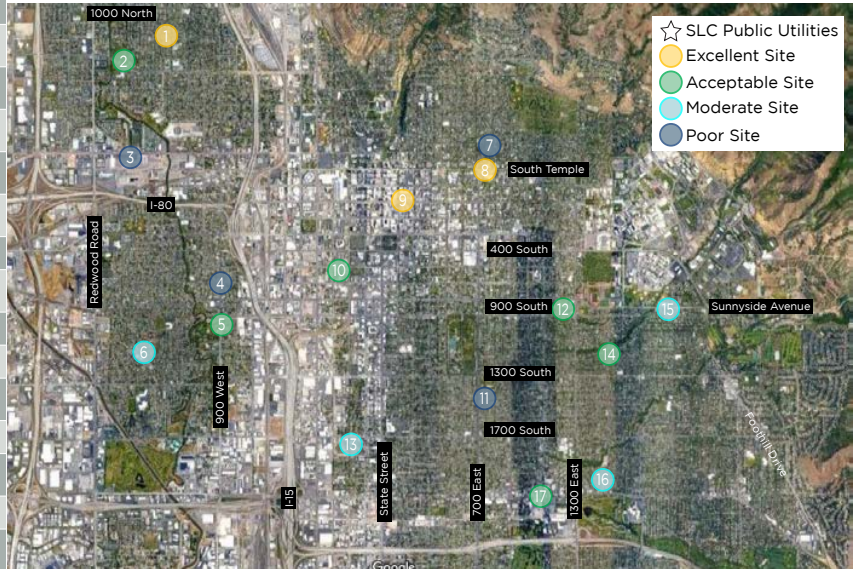 1000 North
1
2
SLC Public Utilities
Excellent Site
Acceptable Site
Moderate Site
Poor Site
3
7
8
South Temple
I-80
9
Redwood Road
400 South
10
4
900 South
12
15
Sunnyside Avenue
5
6
14
1300 South
900 West
11
1700 South
Foothill Drive
13
State Street
700 East
1300 East
16
17
I-15
Google